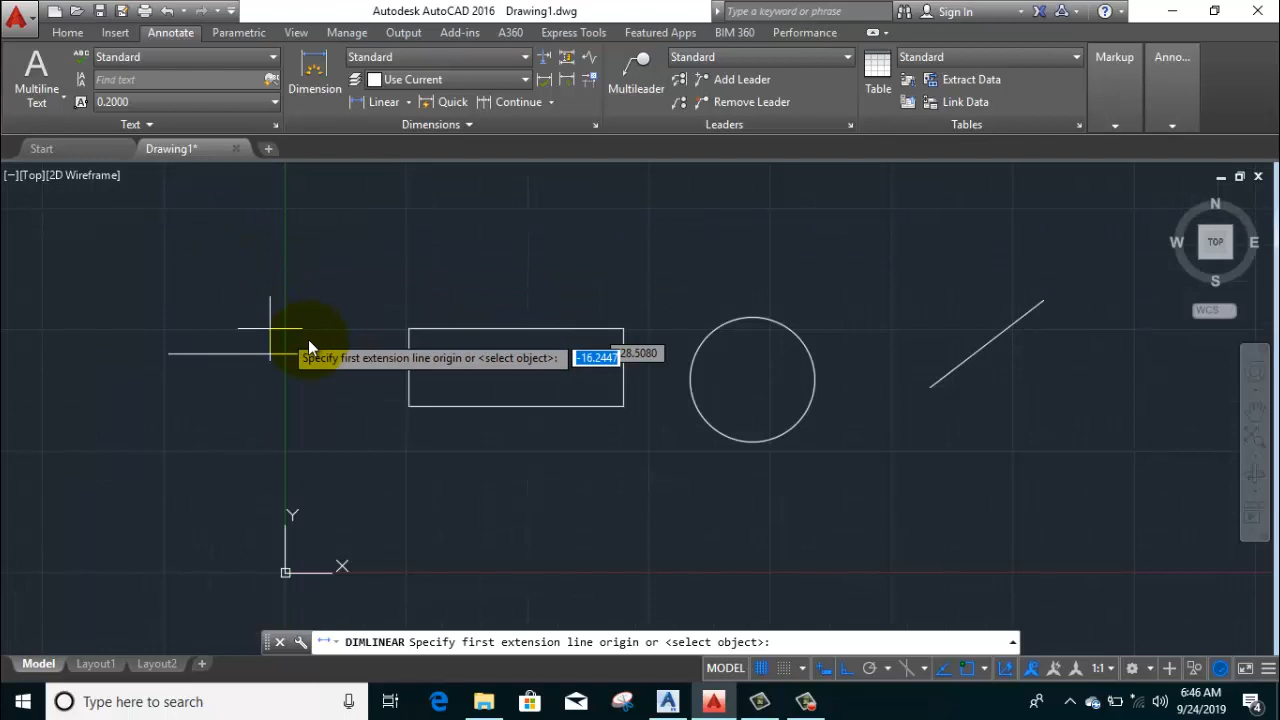 Autodesk AutoCAD 2016 Drawing1.dwg
Type a keyword or phrase
Sign In
Home Insert Annotate Parametric View Manage Output Add-ins A360 Express Tools Featured Apps BIM 360 Performance
Multiline
Text
ABC
Standard
Find text
0.2000
Text
Dimension
Standard
Use Current
Linear Quick Continue
Dimensions
Multileader
Standard
Add Leader
Remove Leader
Leaders
Table
Standard
Extract Data
Link Data
Tables
Markup
Anno...
Start Drawing1*
[−][Top][2D Wireframe]
N
W TOP E
S
WCS
Specify first extension line origin or <select object>: -16.2447 28.5080
Y
X
DIMLINEAR Specify first extension line origin or <select object>:
Model Layout1 Layout2
MODEL
1:1
Type here to search
6:46 AM
9/24/2019
4